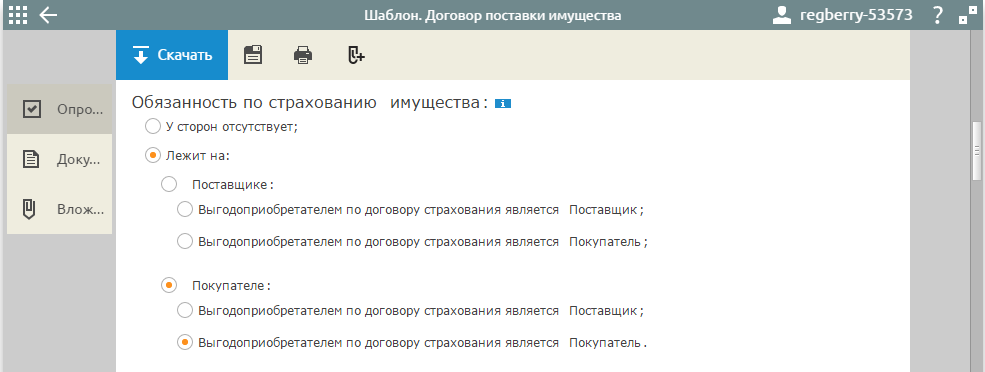 Шаблон. Договор поставки имущества
regberry-53573 ?
Скачать
Опро...
Доку...
Влож...
Обязанность по страхованию имущества: i
У сторон отсутствует;
Лежит на:
Поставщике:
Выгодоприобретателем по договору страхования является Поставщик;
Выгодоприобретателем по договору страхования является Покупатель;
Покупателе:
Выгодоприобретателем по договору страхования является Поставщик;
Выгодоприобретателем по договору страхования является Покупатель.